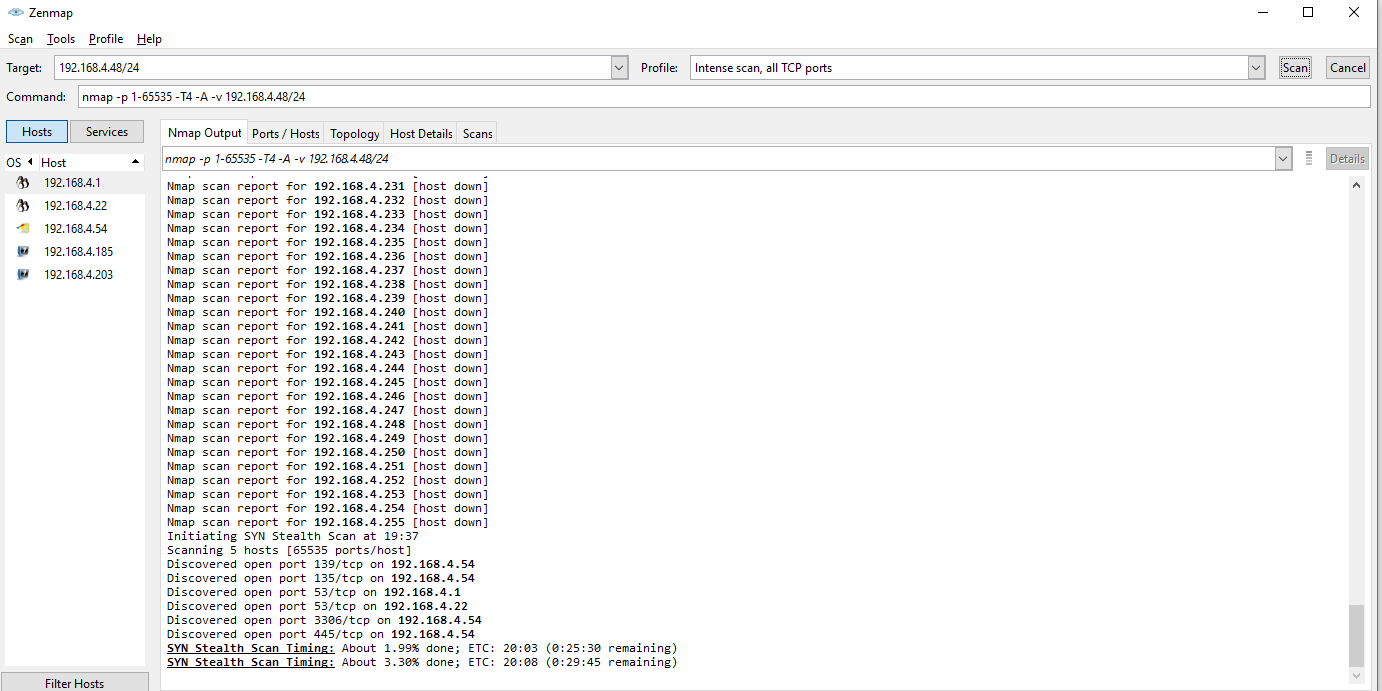 Zenmap
Scan Tools Profile Help
Target: 192.168.4.48/24 Profile: Intense scan, all TCP ports Scan Cancel
Command: nmap -p 1-65535 -T4 -A -v 192.168.4.48/24
Hosts Services
Nmap Output Ports / Hosts Topology Host Details Scans
OS Host
192.168.4.1
192.168.4.22
192.168.4.54
192.168.4.185
192.168.4.203
Filter Hosts
nmap -p 1-65535 -T4 -A -v 192.168.4.48/24 Details
Nmap scan report for 192.168.4.231 [host down]
Nmap scan report for 192.168.4.232 [host down]
Nmap scan report for 192.168.4.233 [host down]
Nmap scan report for 192.168.4.234 [host down]
Nmap scan report for 192.168.4.235 [host down]
Nmap scan report for 192.168.4.236 [host down]
Nmap scan report for 192.168.4.237 [host down]
Nmap scan report for 192.168.4.238 [host down]
Nmap scan report for 192.168.4.239 [host down]
Nmap scan report for 192.168.4.240 [host down]
Nmap scan report for 192.168.4.241 [host down]
Nmap scan report for 192.168.4.242 [host down]
Nmap scan report for 192.168.4.243 [host down]
Nmap scan report for 192.168.4.244 [host down]
Nmap scan report for 192.168.4.245 [host down]
Nmap scan report for 192.168.4.246 [host down]
Nmap scan report for 192.168.4.247 [host down]
Nmap scan report for 192.168.4.248 [host down]
Nmap scan report for 192.168.4.249 [host down]
Nmap scan report for 192.168.4.250 [host down]
Nmap scan report for 192.168.4.251 [host down]
Nmap scan report for 192.168.4.252 [host down]
Nmap scan report for 192.168.4.253 [host down]
Nmap scan report for 192.168.4.254 [host down]
Nmap scan report for 192.168.4.255 [host down]
Initiating SYN Stealth Scan at 19:37
Scanning 5 hosts [65535 ports/host]
Discovered open port 139/tcp on 192.168.4.54
Discovered open port 135/tcp on 192.168.4.54
Discovered open port 53/tcp on 192.168.4.1
Discovered open port 53/tcp on 192.168.4.22
Discovered open port 3306/tcp on 192.168.4.54
Discovered open port 445/tcp on 192.168.4.54
SYN Stealth Scan Timing: About 1.99% done; ETC: 20:03 (0:25:30 remaining)
SYN Stealth Scan Timing: About 3.30% done; ETC: 20:08 (0:29:45 remaining)